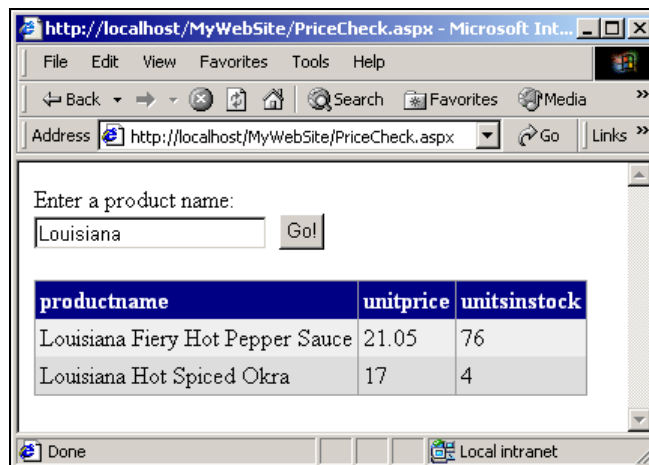 http://localhost/MyWebSite/PriceCheck.aspx - Microsoft Int...
File Edit View Favorites Tools Help
Back Search Favorites Media »
Address http://localhost/MyWebSite/PriceCheck.aspx Go Links »
Enter a product name:
Louisiana Go!
productname unitprice unitsinstock
Louisiana Fiery Hot Pepper Sauce 21.05 76
Louisiana Hot Spiced Okra 17 4
Done Local intranet